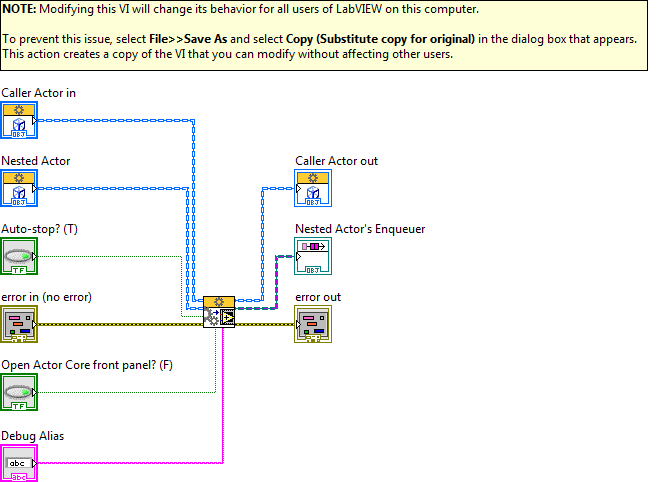 NOTE: Modifying this VI will change its behavior for all users of LabVIEW on this computer.
To prevent this issue, select File>>Save As and select Copy (Substitute copy for original) in the dialog box that appears.
This action creates a copy of the VI that you can modify without affecting other users.
Caller Actor in
OBJ
Nested Actor
OBJ
Caller Actor out
OBJ
Auto-stop? (T)
TF
Nested Actor's Enqueuer
OBJ
error in (no error)
error out
Open Actor Core front panel? (F)
TF
Debug Alias
abc
abc